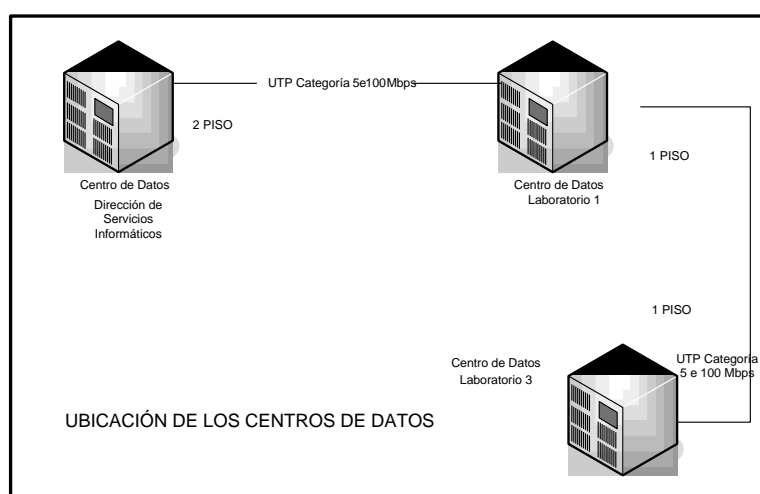 UTP Categoría 5e100Mbps
2 PISO
Centro de Datos
Dirección de
Servicios
Informáticos
Centro de Datos
Laboratorio 1
1 PISO
1 PISO
Centro de Datos
Laboratorio 3
UTP Categoría
5 e 100 Mbps
UBICACIÓN DE LOS CENTROS DE DATOS